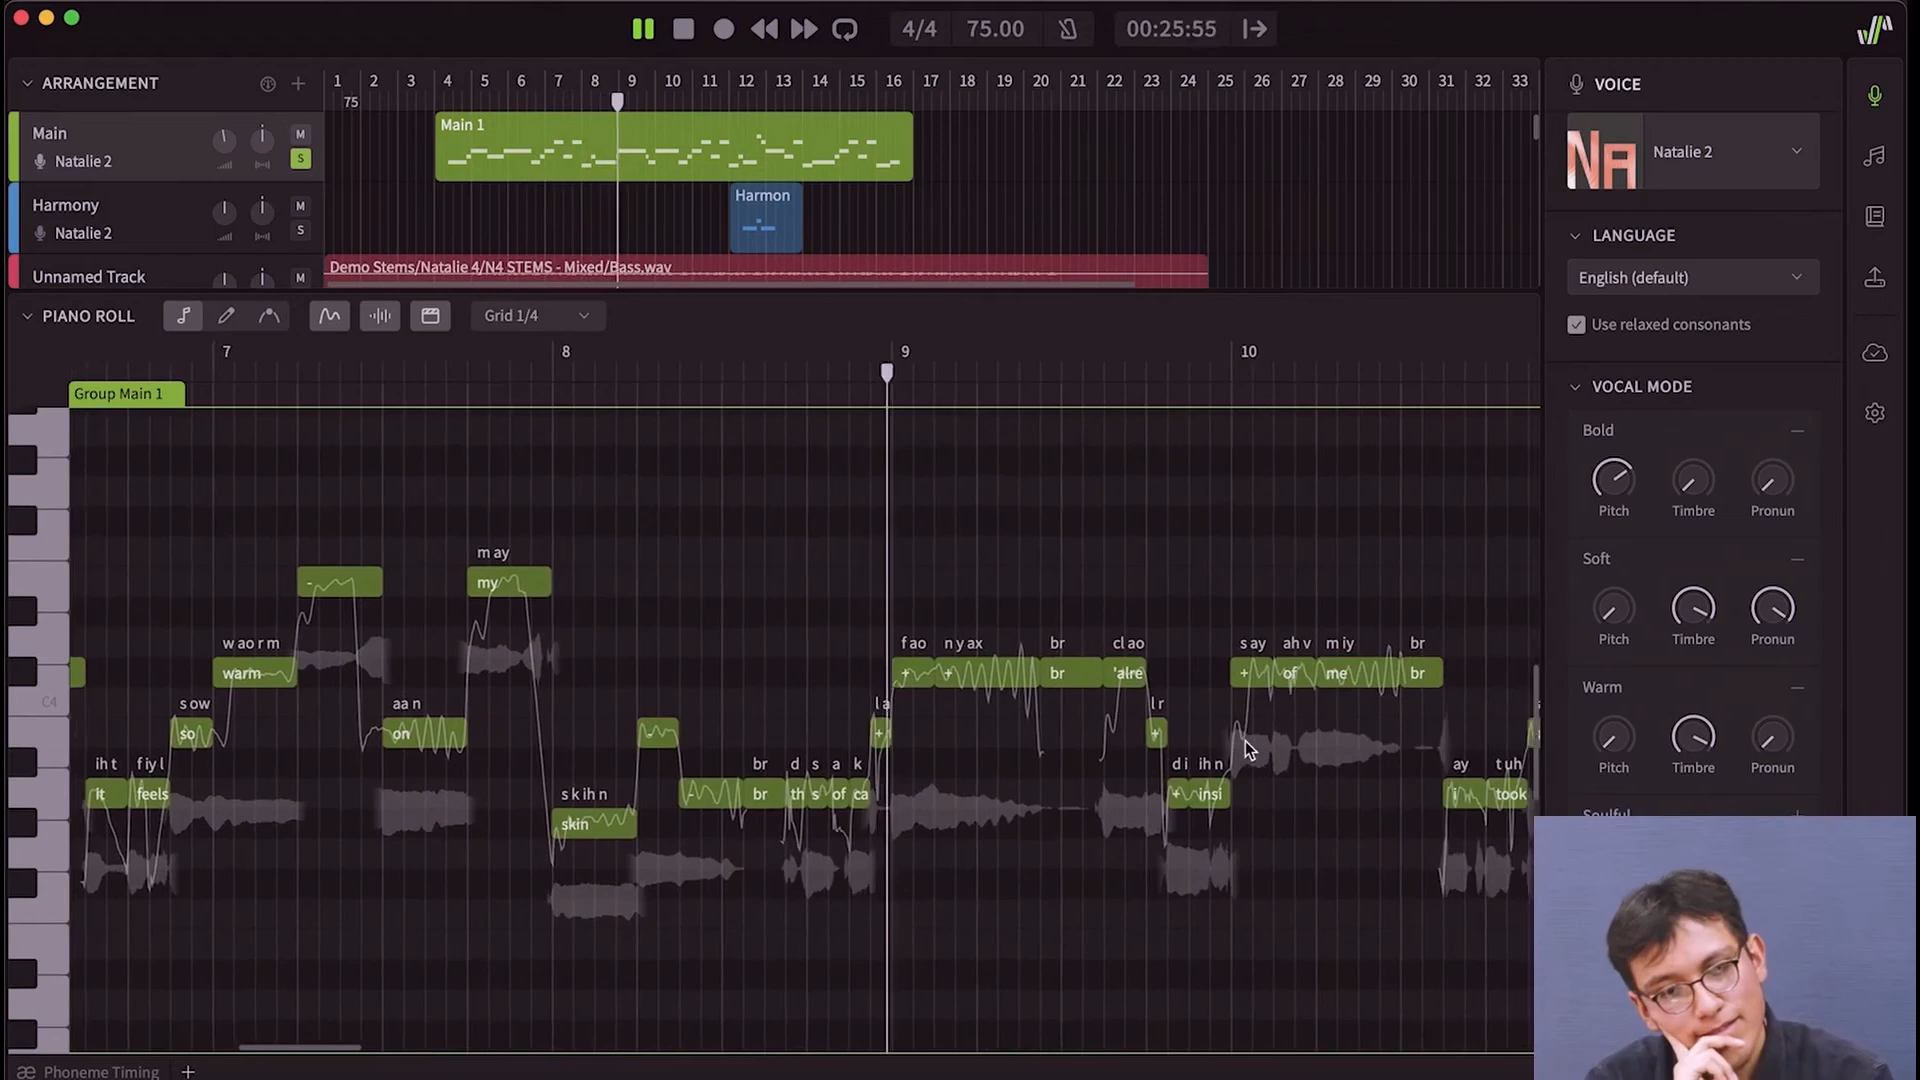 4/4 75.00 00:25:55
ARRANGEMENT
1 2 3 4 5 6 7 8 9 10 11 12 13 14 15 16 17 18 19 20 21 22 23 24 25 26 27 28 29 30 31 32 33
75
Main
Natalie 2
M
S
Main 1
Harmony
Natalie 2
M
S
Harmon
Unnamed Track
M
Demo Stems/Natalie 4/N4 STEMS - Mixed/Bass.wav
PIANO ROLL
Grid 1/4
7 8 9 10
Group Main 1
C4
m ay
- my
w ao r m f ao n y ax br cl ao s ay ah v m iy br
warm + + br 'alre + of me br
s ow aa n l a l r
so on - + +
ih t f iy l s k ih n br d s a k d i ih n ay t uh
it feels - br th s of ca + insi i took
skin
æ Phoneme Timing +
VOICE
NA
Natalie 2
LANGUAGE
English (default)
Use relaxed consonants
VOCAL MODE
Bold
Pitch Timbre Pronun
Soft
Pitch Timbre Pronun
Warm
Pitch Timbre Pronun